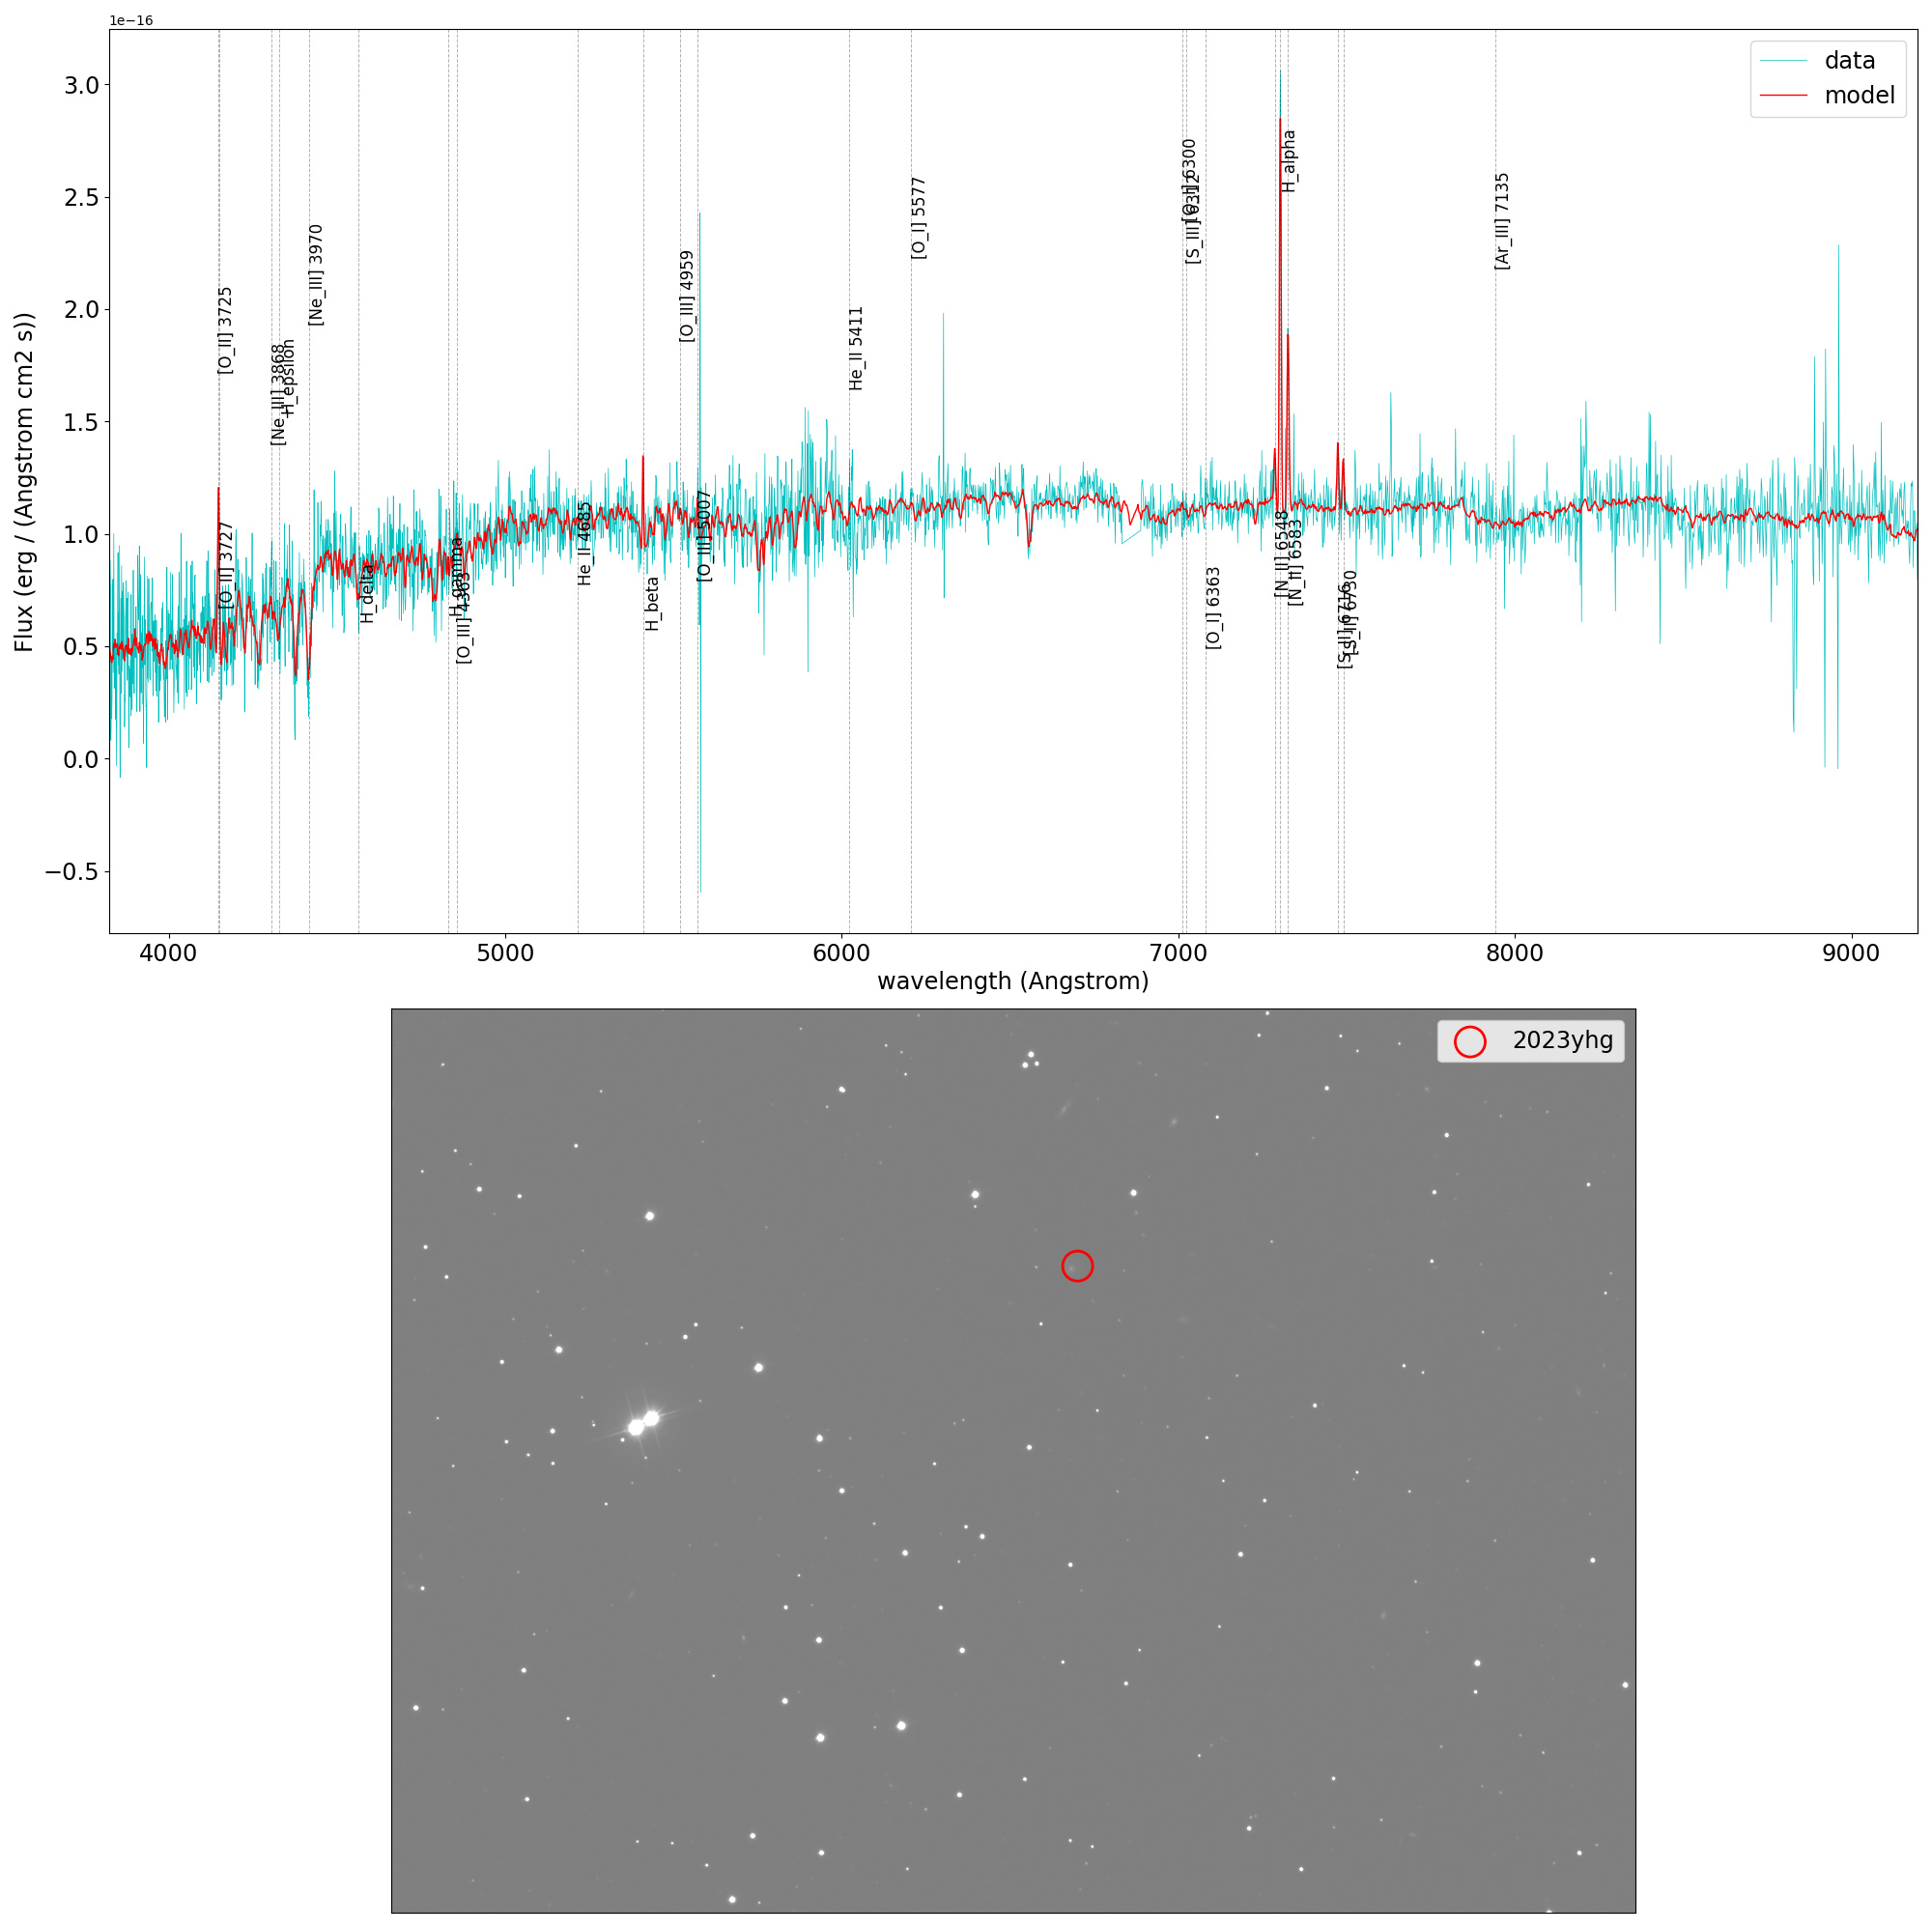 1e−16
data
model
3.0
2.5
2.0
1.5
1.0
0.5
0.0
−0.5
Flux (erg / (Angstrom cm2 s))
[O_II] 3725
[O_II] 3727
[Ne_III] 3868
H_epsilon
[Ne_III] 3970
H_delta
H_gamma
[O_III] 4363
He_II 4685
H_beta
[O_III] 4959
[O_III] 5007
He_II 5411
[O_I] 5577
[O_I] 6300
[S_III] 6312
[O_I] 6363
[N_II] 6548
H_alpha
[N_II] 6583
[S_II] 6716
[S_II] 6730
[Ar_III] 7135
4000
5000
6000
7000
8000
9000
wavelength (Angstrom)
2023yhg